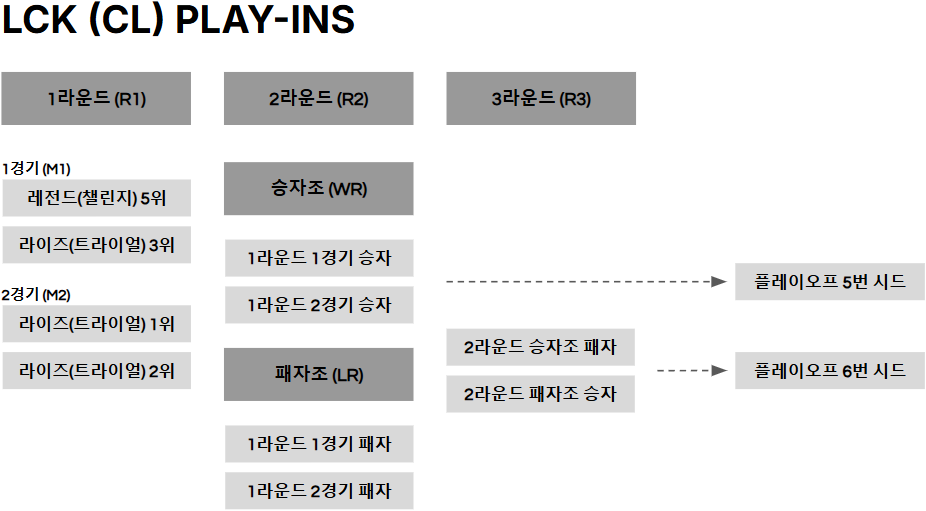 LCK (CL) PLAY-INS
1라운드 (R1)
2라운드 (R2)
3라운드 (R3)
1경기 (M1)
레전드(챌린지) 5위
라이즈(트라이얼) 3위
2경기 (M2)
라이즈(트라이얼) 1위
라이즈(트라이얼) 2위
승자조 (WR)
1라운드 1경기 승자
1라운드 2경기 승자
패자조 (LR)
1라운드 1경기 패자
1라운드 2경기 패자
2라운드 승자조 패자
2라운드 패자조 승자
플레이오프 5번 시드
플레이오프 6번 시드